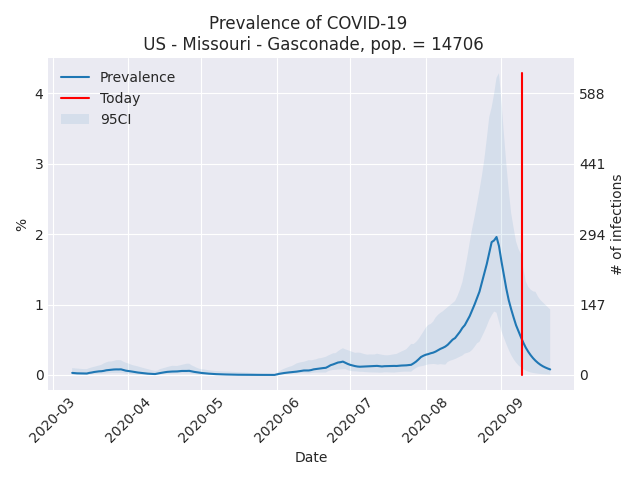 Prevalence of COVID-19
US - Missouri - Gasconade, pop. = 14706
Prevalence
Today
95CI
%
4
3
2
1
0
588
441
294
147
0
# of infections
2020-03
2020-04
2020-05
2020-06
2020-07
2020-08
2020-09
Date